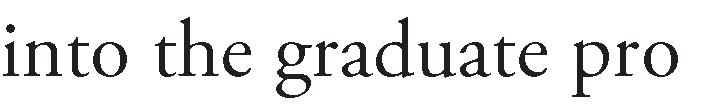 into the graduate pro